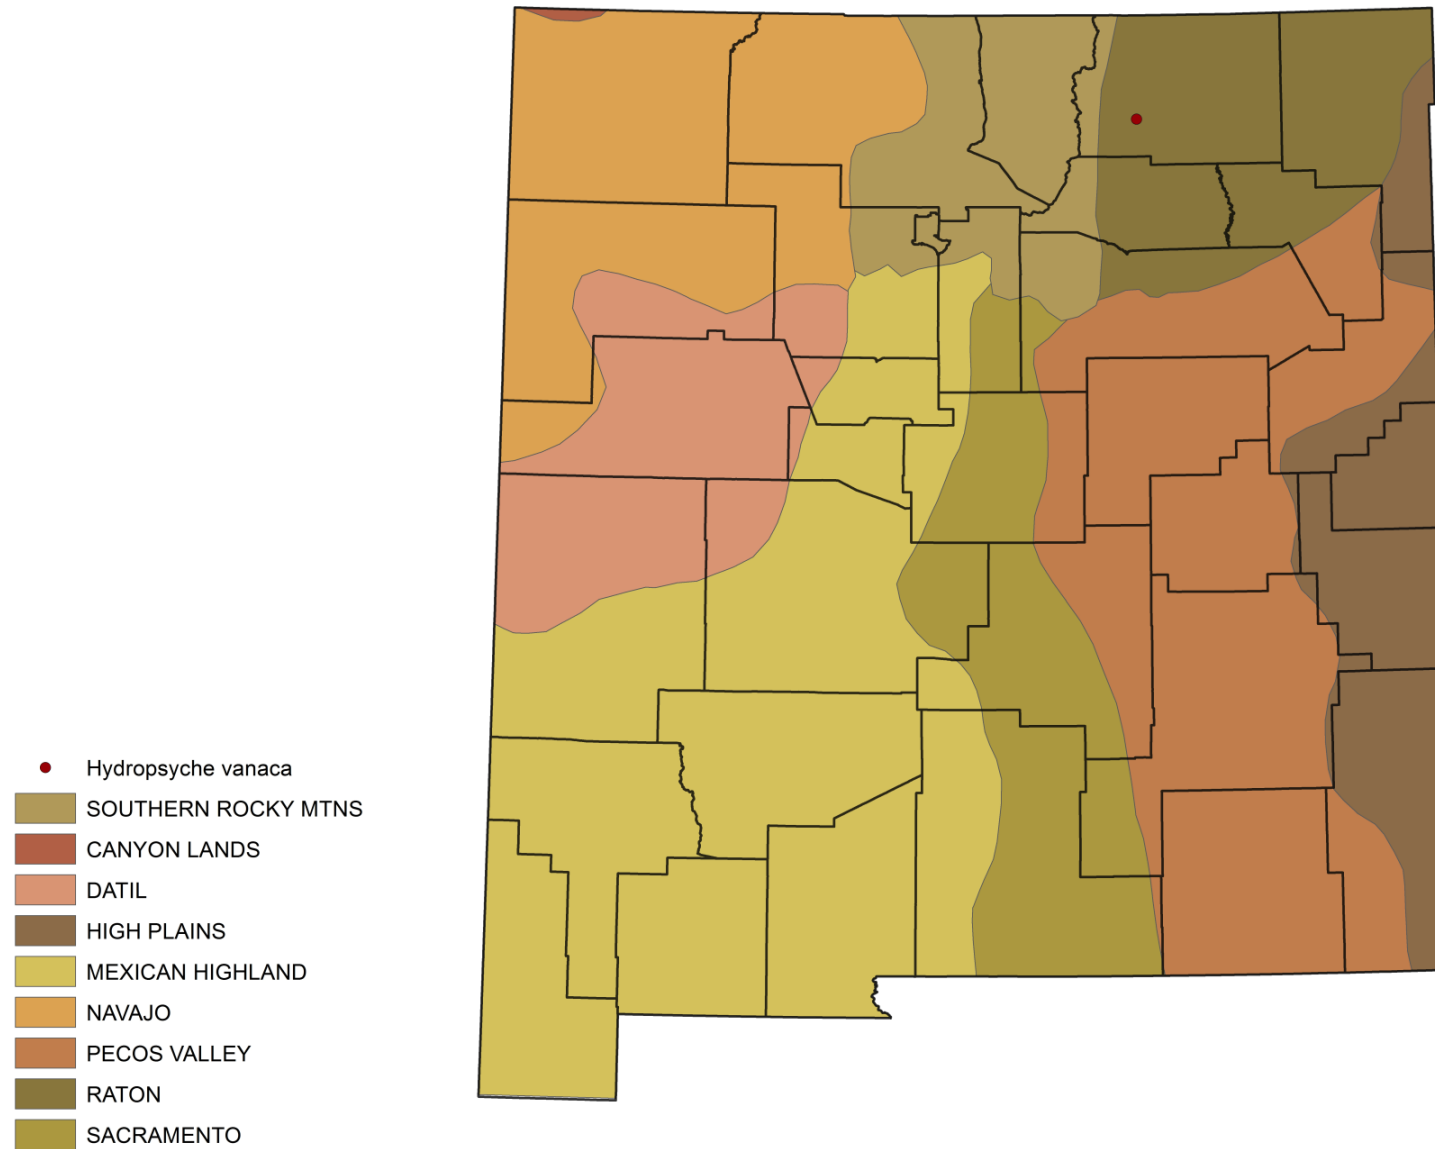 Hydropsyche vanaca
SOUTHERN ROCKY MTNS
CANYON LANDS
DATIL
HIGH PLAINS
MEXICAN HIGHLAND
NAVAJO
PECOS VALLEY
RATON
SACRAMENTO